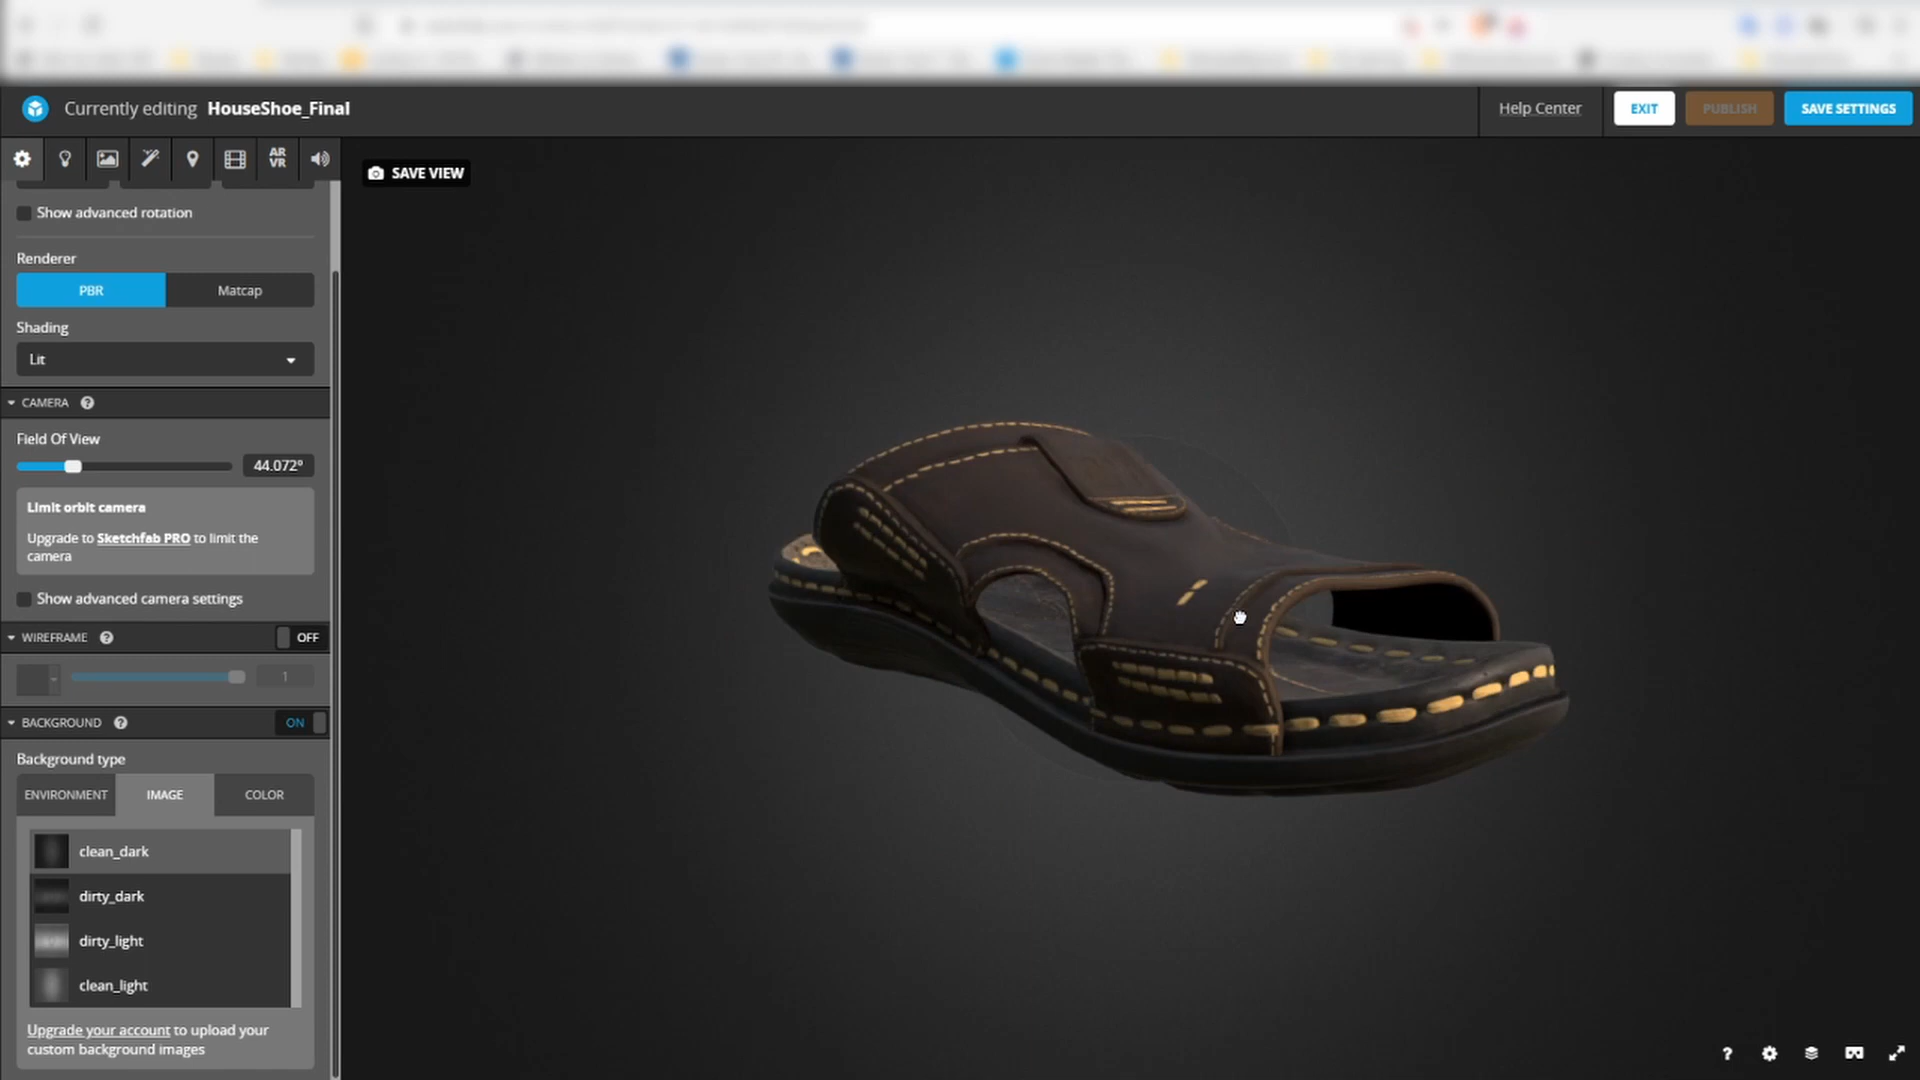 Currently editing HouseShoe_Final
Help Center
EXIT
PUBLISH
SAVE SETTINGS
AR
VR
SAVE VIEW
Show advanced rotation
Renderer
PBR
Matcap
Shading
Lit
CAMERA ?
Field Of View
44.072°
Limit orbit camera
Upgrade to Sketchfab PRO to limit the
camera
Show advanced camera settings
WIREFRAME ?
OFF
1
BACKGROUND ?
ON
Background type
ENVIRONMENT
IMAGE
COLOR
clean_dark
dirty_dark
dirty_light
clean_light
Upgrade your account to upload your
custom background images
?